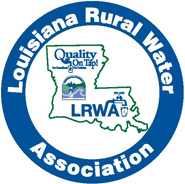 Louisiana Rural Water
Quality
On Tap!
LRWA
Association